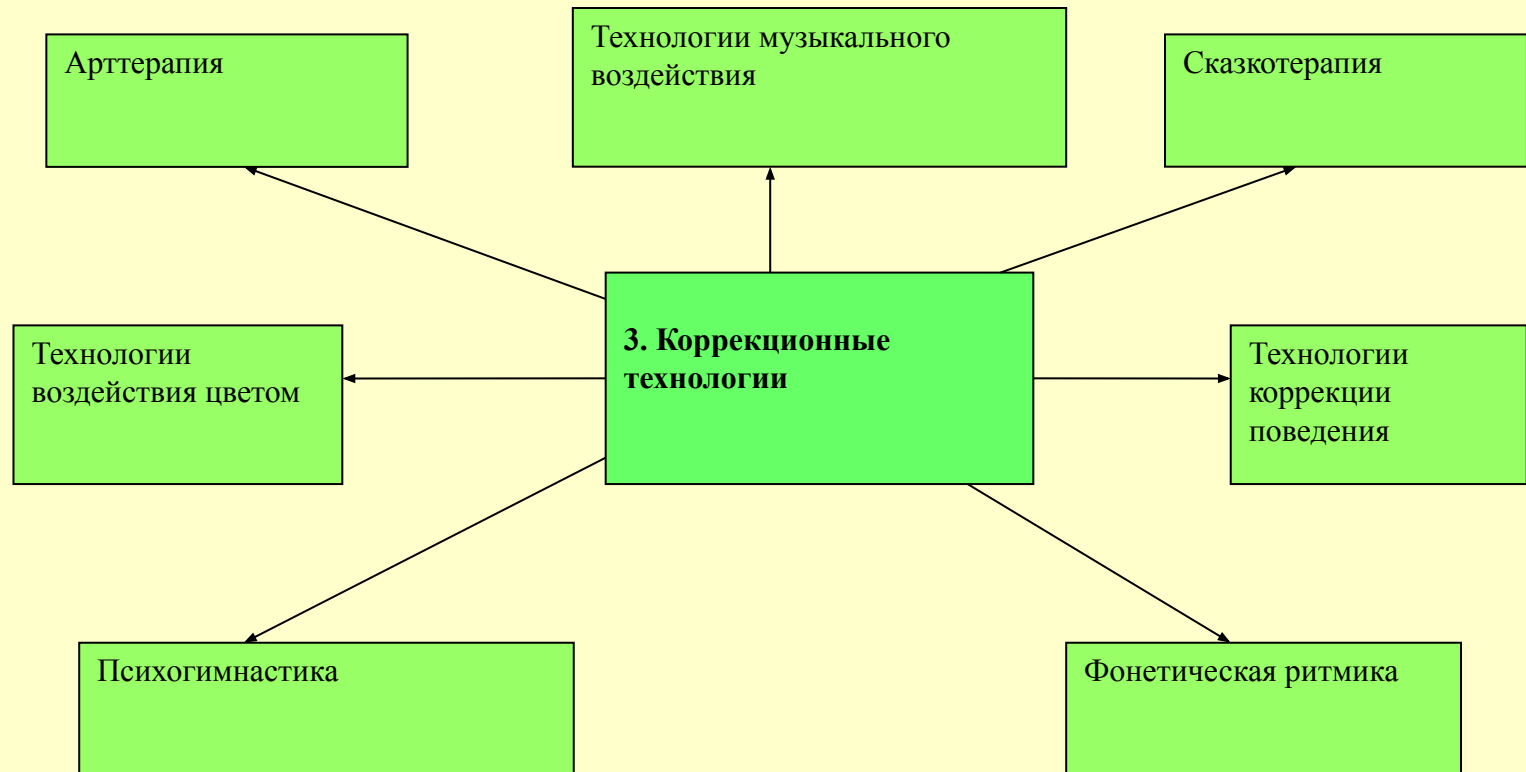 Арттерапия
Технологии музыкального
воздействия
Сказкотерапия
Технологии
воздействия цветом
3. Коррекционные
технологии
Технологии
коррекции
поведения
Психогимнастика
Фонетическая ритмика